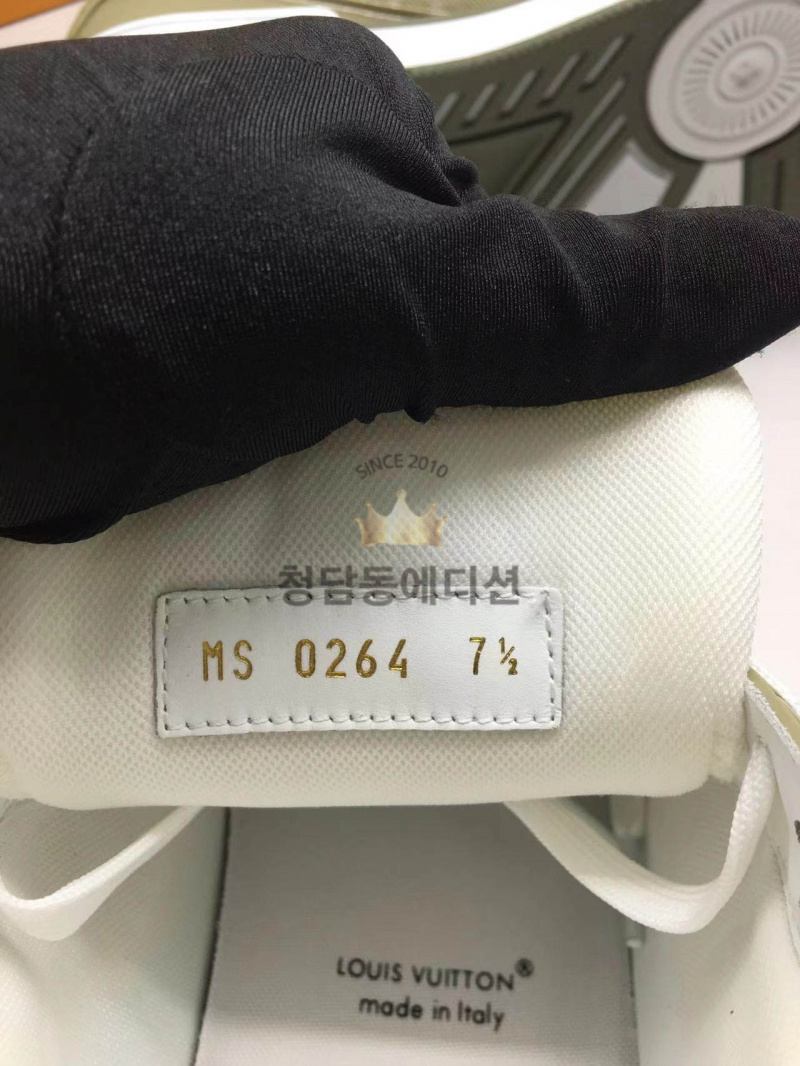 SINCE 2010
청담동에디션
MS 0264 7½
LOUIS VUITTON®
made in Italy